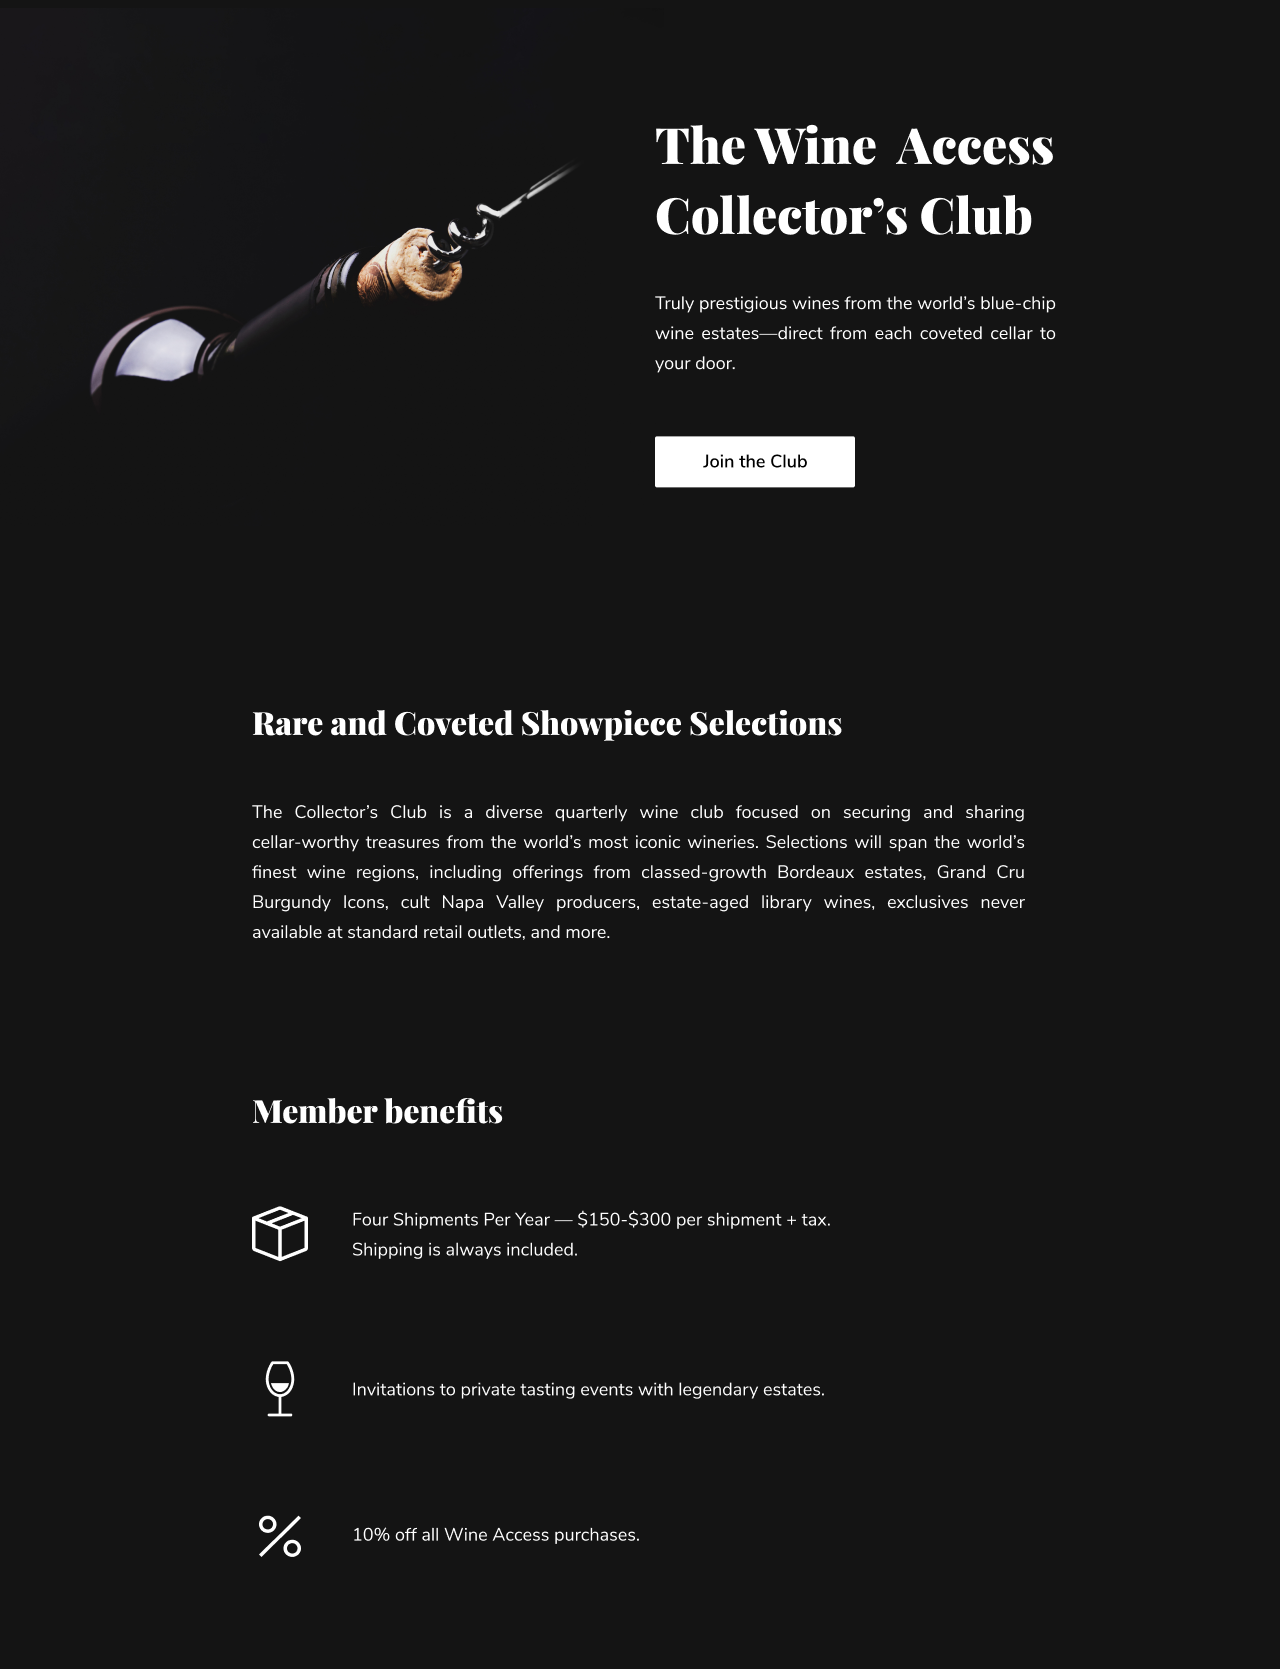 The Wine Access
Collector’s Club
Truly prestigious wines from the world’s blue-chip
wine estates—direct from each coveted cellar to
your door.
Join the Club
Rare and Coveted Showpiece Selections
The Collector’s Club is a diverse quarterly wine club focused on securing and sharing
cellar-worthy treasures from the world’s most iconic wineries. Selections will span the world’s
finest wine regions, including offerings from classed-growth Bordeaux estates, Grand Cru
Burgundy Icons, cult Napa Valley producers, estate-aged library wines, exclusives never
available at standard retail outlets, and more.
Member benefits
Four Shipments Per Year — $150-$300 per shipment + tax.
Shipping is always included.
Invitations to private tasting events with legendary estates.
10% off all Wine Access purchases.